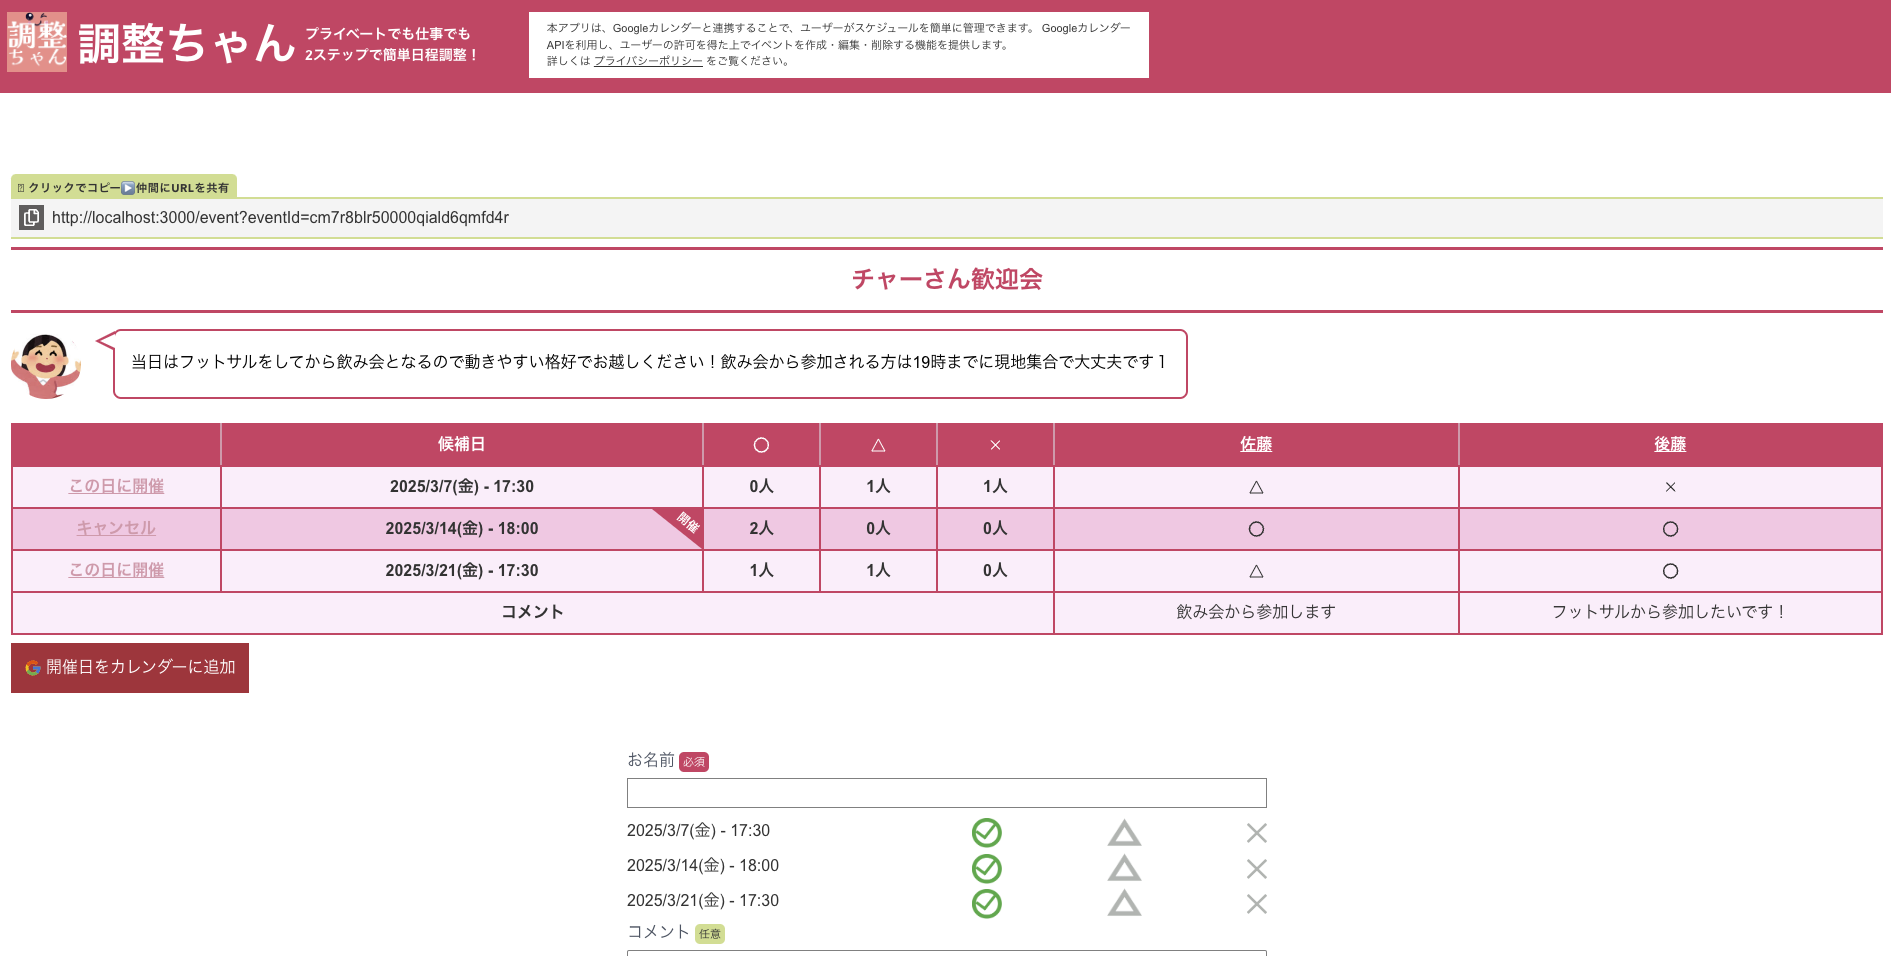 調整ちゃん
調整ちゃん
プライベートでも仕事でも
2ステップで簡単日程調整！
本アプリは、Googleカレンダーと連携することで、ユーザーがスケジュールを簡単に管理できます。 Googleカレンダー
APIを利用し、ユーザーの許可を得た上でイベントを作成・編集・削除する機能を提供します。
詳しくは プライバシーポリシー をご覧ください。
クリックでコピー▶仲間にURLを共有
http://localhost:3000/event?eventId=cm7r8blr50000qiald6qmfd4r
チャーさん歓迎会
当日はフットサルをしてから飲み会となるので動きやすい格好でお越しください！飲み会から参加される方は19時までに現地集合で大丈夫です
候補日 ○ △ × 佐藤 後藤
この日に開催 2025/3/7(金) - 17:30 0人 1人 1人 △ ×
キャンセル 2025/3/14(金) - 18:00 開催 2人 0人 0人 ○ ○
この日に開催 2025/3/21(金) - 17:30 1人 1人 0人 △ ○
コメント 飲み会から参加します フットサルから参加したいです！
開催日をカレンダーに追加
お名前 必須
2025/3/7(金) - 17:30
2025/3/14(金) - 18:00
2025/3/21(金) - 17:30
コメント 任意